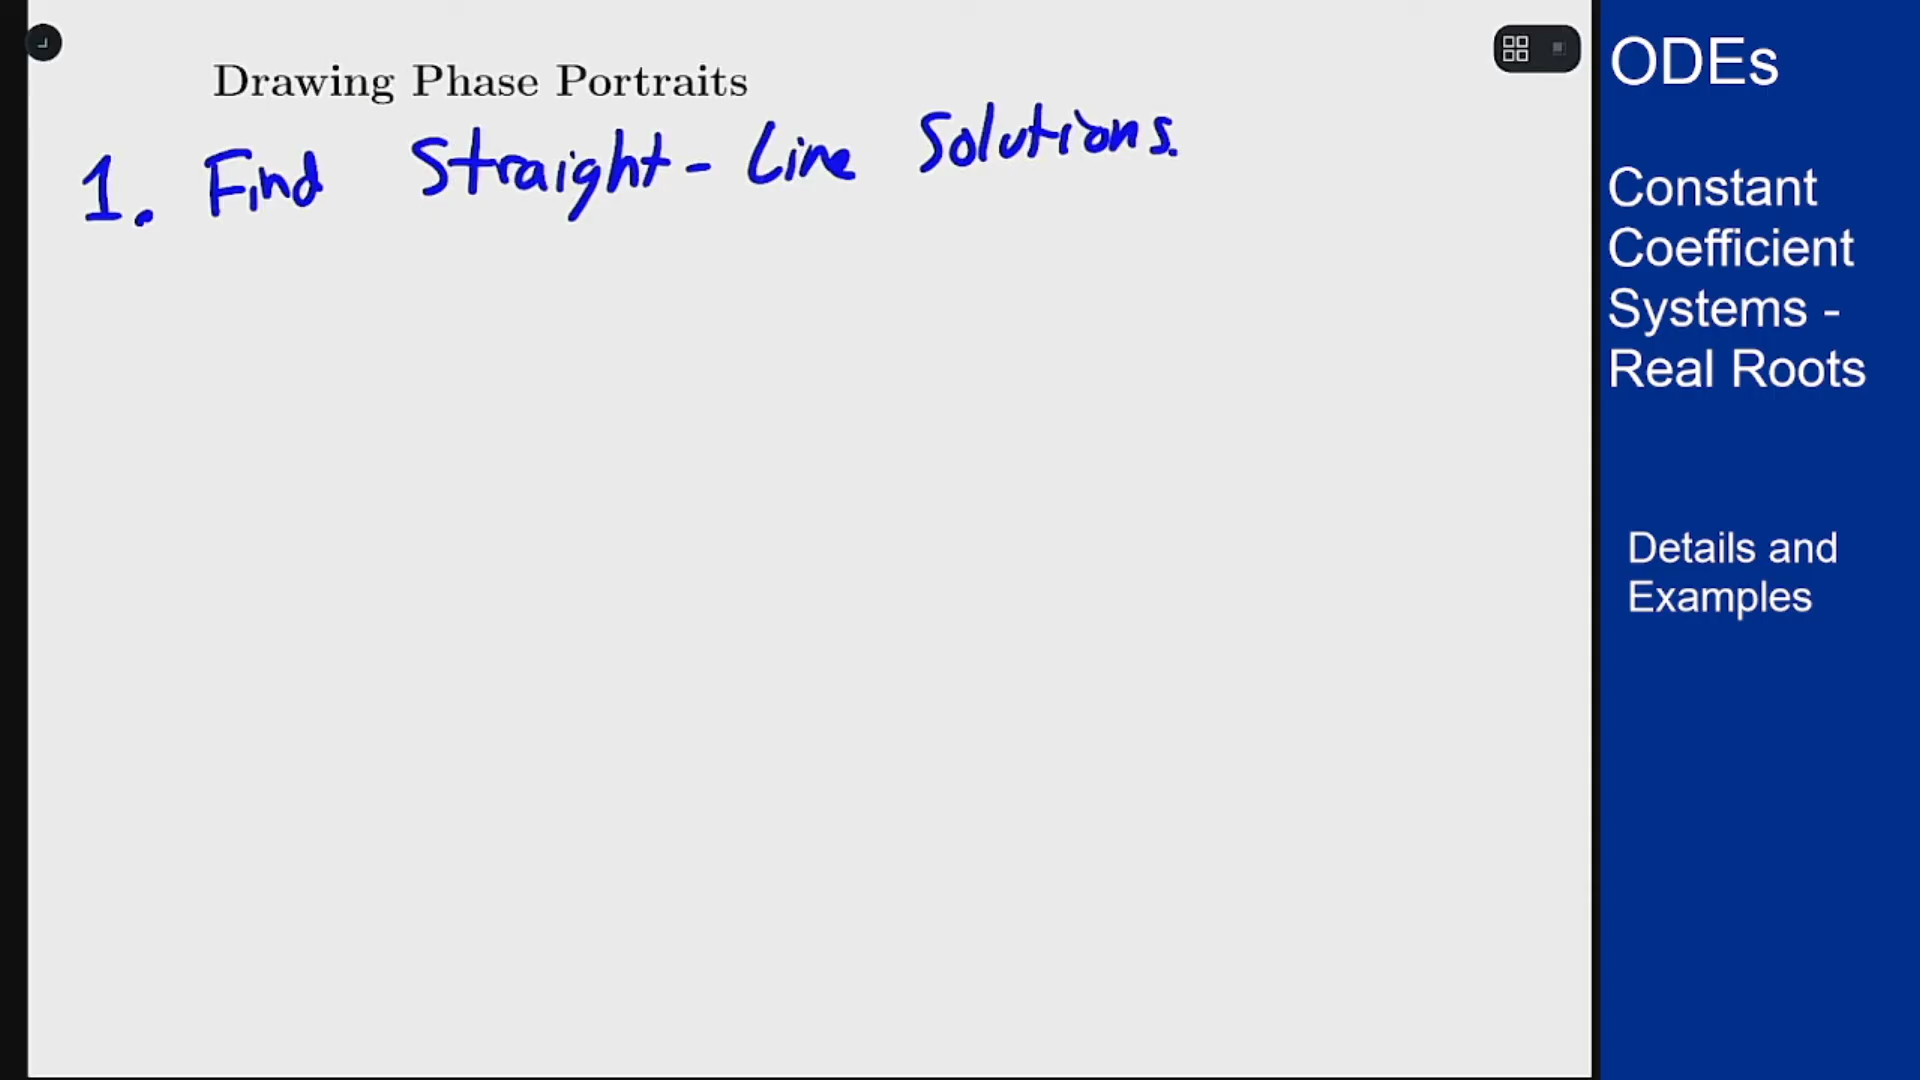 Drawing Phase Portraits
1. Find Straight-Line Solutions.
ODEs
Constant
Coefficient
Systems -
Real Roots
Details and
Examples